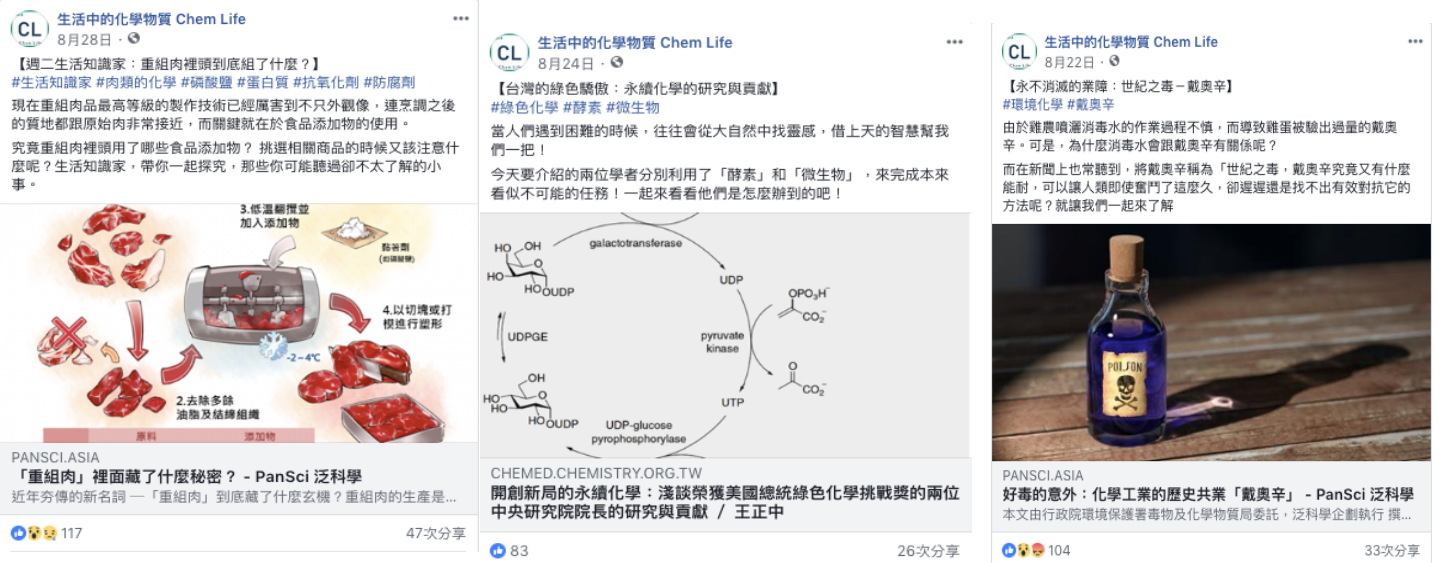 CL
Chem Life
生活中的化學物質 Chem Life
8月28日 ·
【週二生活知識家：重組肉裡頭到底組了什麼？】
#生活知識家 #肉類的化學 #磷酸鹽 #蛋白質 #抗氧化劑 #防腐劑
現在重組肉品最高等級的製作技術已經厲害到不只外觀像，連烹調之後
的質地都跟原始肉非常接近，而關鍵就在於食品添加物的使用。
究竟重組肉裡頭用了哪些食品添加物？ 挑選相關商品的時候又該注意什
麼呢？生活知識家，帶你一起探究，那些你可能聽過卻不太了解的小
事。
3.低溫翻攪並
加入添加物
黏著劑
(如磷酸鹽)
4.以切塊或打
棍進行塑形
-2~4℃
2.去除多餘
油脂及結締組織
原料
添加物
PANSCI.ASIA
「重組肉」裡面藏了什麼秘密？ - PanSci 泛科學
近年夯傳的新名詞 ─「重組肉」到底藏了什麼玄機？重組肉的生產是...
117
47次分享
CL
Chem Life
生活中的化學物質 Chem Life
8月24日 ·
【台灣的綠色驕傲：永續化學的研究與貢獻】
#綠色化學 #酵素 #微生物
當人們遇到困難的時候，往往會從大自然中找靈感，借上天的智慧幫我
們一把！
今天要介紹的兩位學者分別利用了「酵素」和「微生物」，來完成本來
看似不可能的任務！一起來看看他們是怎麼辦到的吧！
HO OH
galactotransferase
O
HO
HO
OUDP
UDP
OPO₃H⁻
CO₂⁻
UDPGE
pyruvate
kinase
O
CO₂⁻
OH
UTP
HO
O
HO
HO
OUDP
UDP-glucose
pyrophosphorylase
CHEMED.CHEMISTRY.ORG.TW
開創新局的永續化學：淺談榮獲美國總統綠色化學挑戰獎的兩位
中央研究院院長的研究與貢獻 / 王正中
83
26次分享
CL
Chem Life
生活中的化學物質 Chem Life
8月22日 ·
【永不消滅的業障：世紀之毒－戴奧辛】
#環境化學 #戴奧辛
由於雞農噴灑消毒水的作業過程不慎，而導致雞蛋被驗出過量的戴奧
辛。可是，為什麼消毒水會跟戴奧辛有關係呢？
而在新聞上也常聽到，將戴奧辛稱為「世紀之毒，戴奧辛究竟又有什麼
能耐，可以讓人類即使奮鬥了這麼久，卻遲遲還是找不出有效對抗它的
方法呢？就讓我們一起來了解
POISON
PANSCI.ASIA
好毒的意外：化學工業的歷史共業「戴奧辛」 - PanSci 泛科學
本文由行政院環境保護署毒物及化學物質局委託，泛科學企劃執行 撰...
104
33次分享